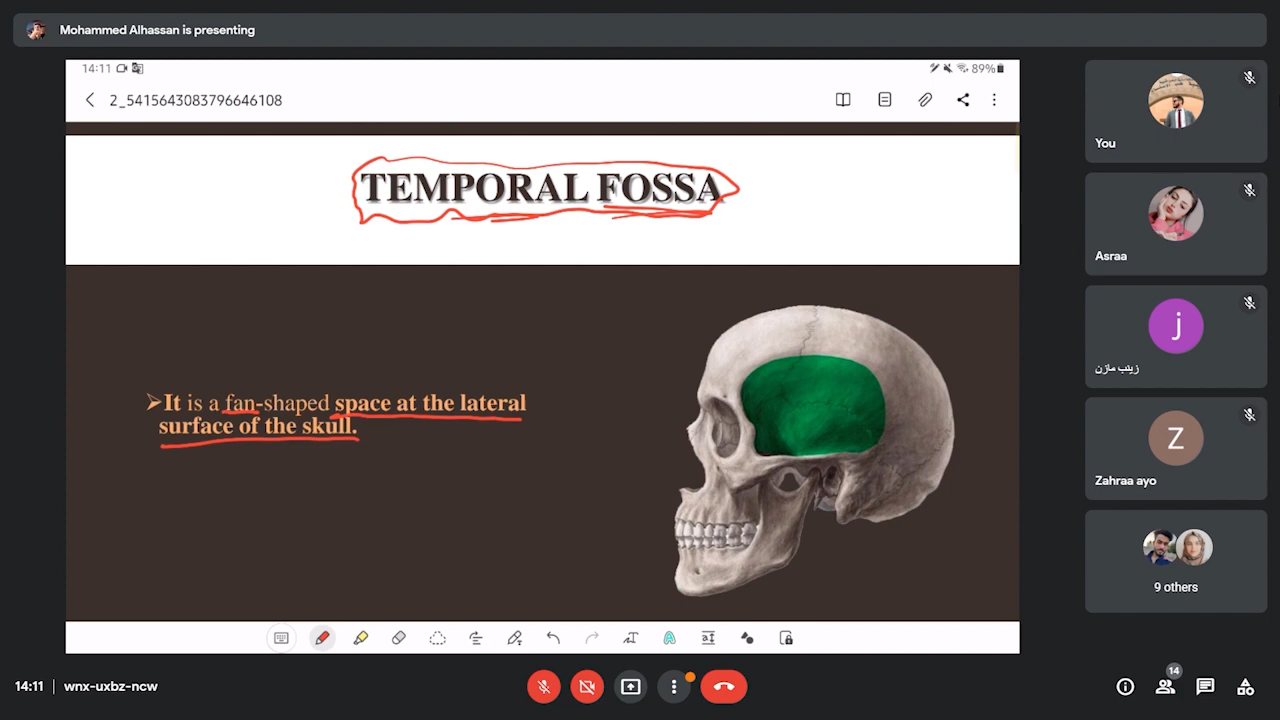 Mohammed Alhassan is presenting
14:11
89%
2_5415643083796646108
TEMPORAL FOSSA
➢It is a fan-shaped space at the lateral
surface of the skull.
You
Asraa
j
زينب مازن
Z
Zahraa ayo
9 others
14:11 | wnx-uxbz-ncw
14